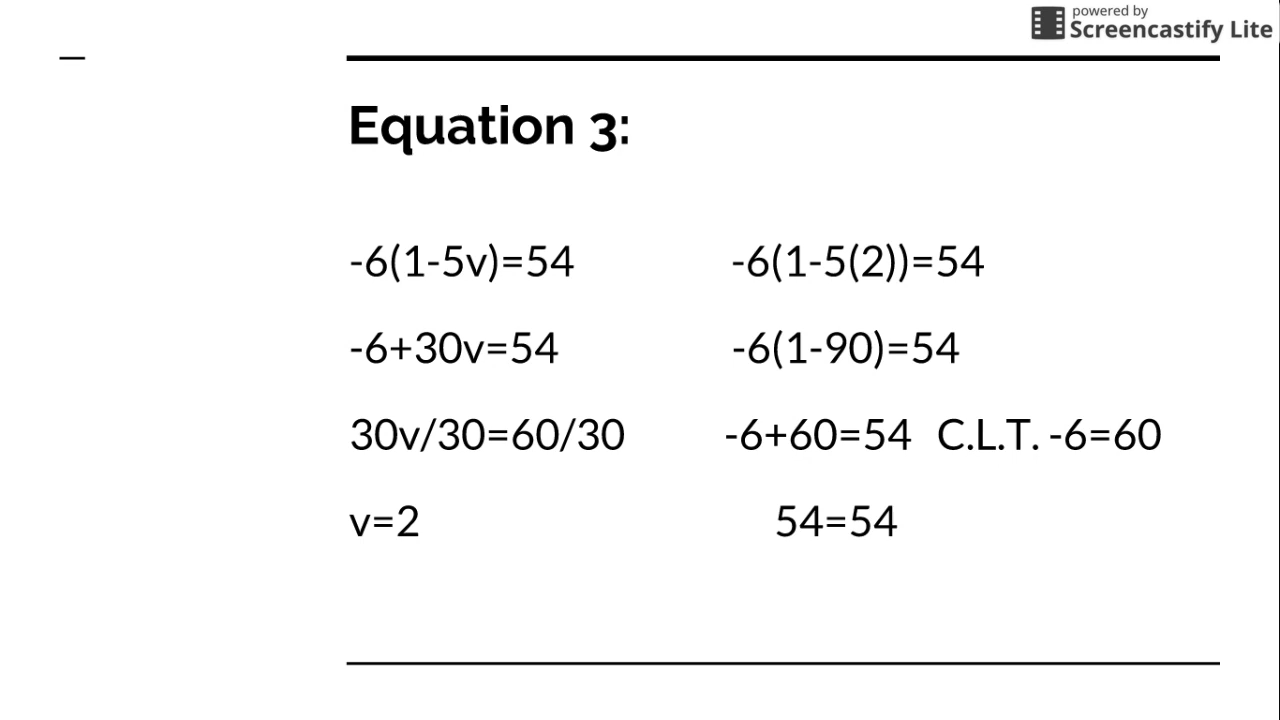 powered by
Screencastify Lite
Equation 3:
-6(1-5v)=54 -6(1-5(2))=54
-6+30v=54 -6(1-90)=54
30v/30=60/30 -6+60=54 C.L.T. -6=60
v=2 54=54